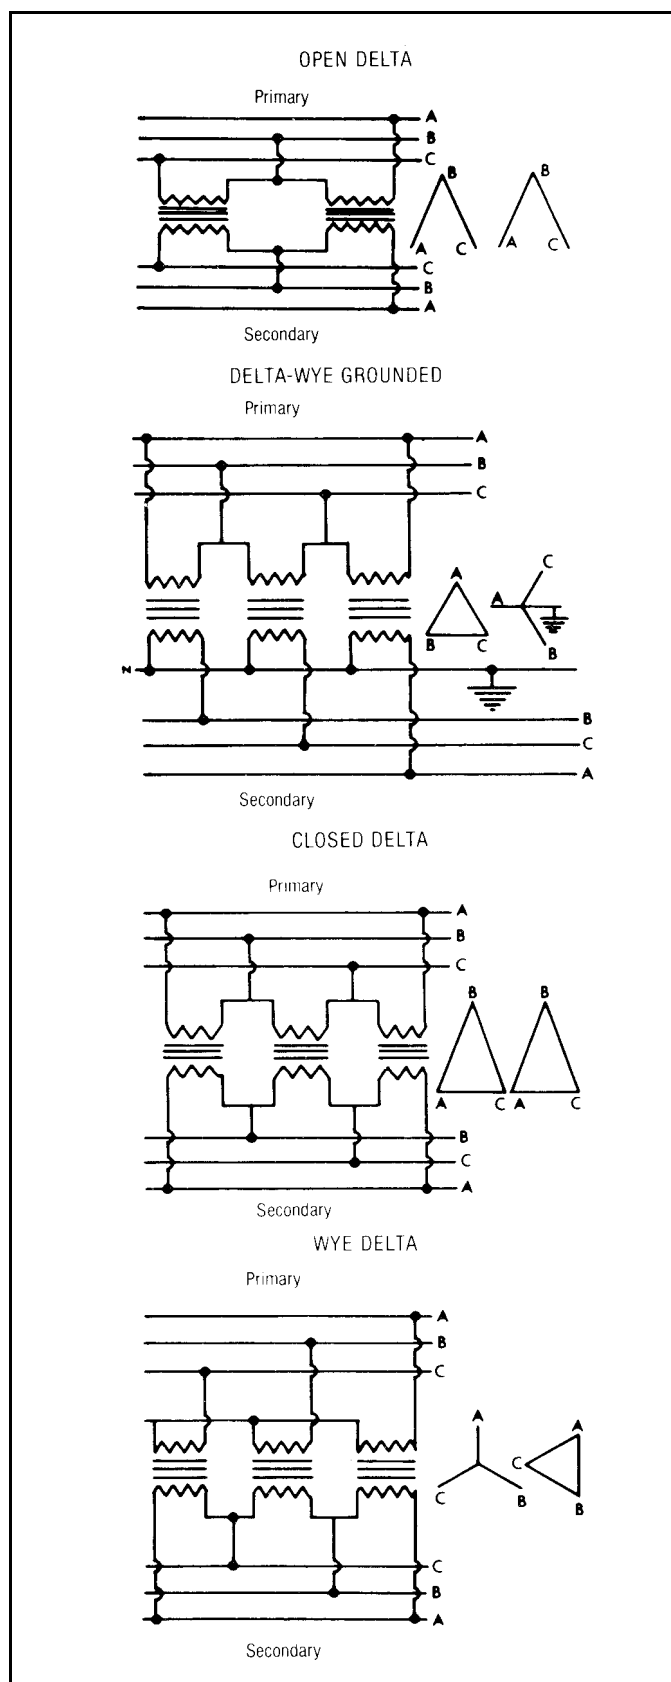 OPEN DELTA
Primary
A
B
C
B B
A C A C
C
B
A
Secondary
DELTA-WYE GROUNDED
Primary
A
B
C
C
A A
B C B
N
B
C
A
Secondary
CLOSED DELTA
Primary
A
B
C
B B
A C A C
B
C
A
Secondary
WYE DELTA
Primary
A
B
C
A A
C
C B B
C
B
A
Secondary